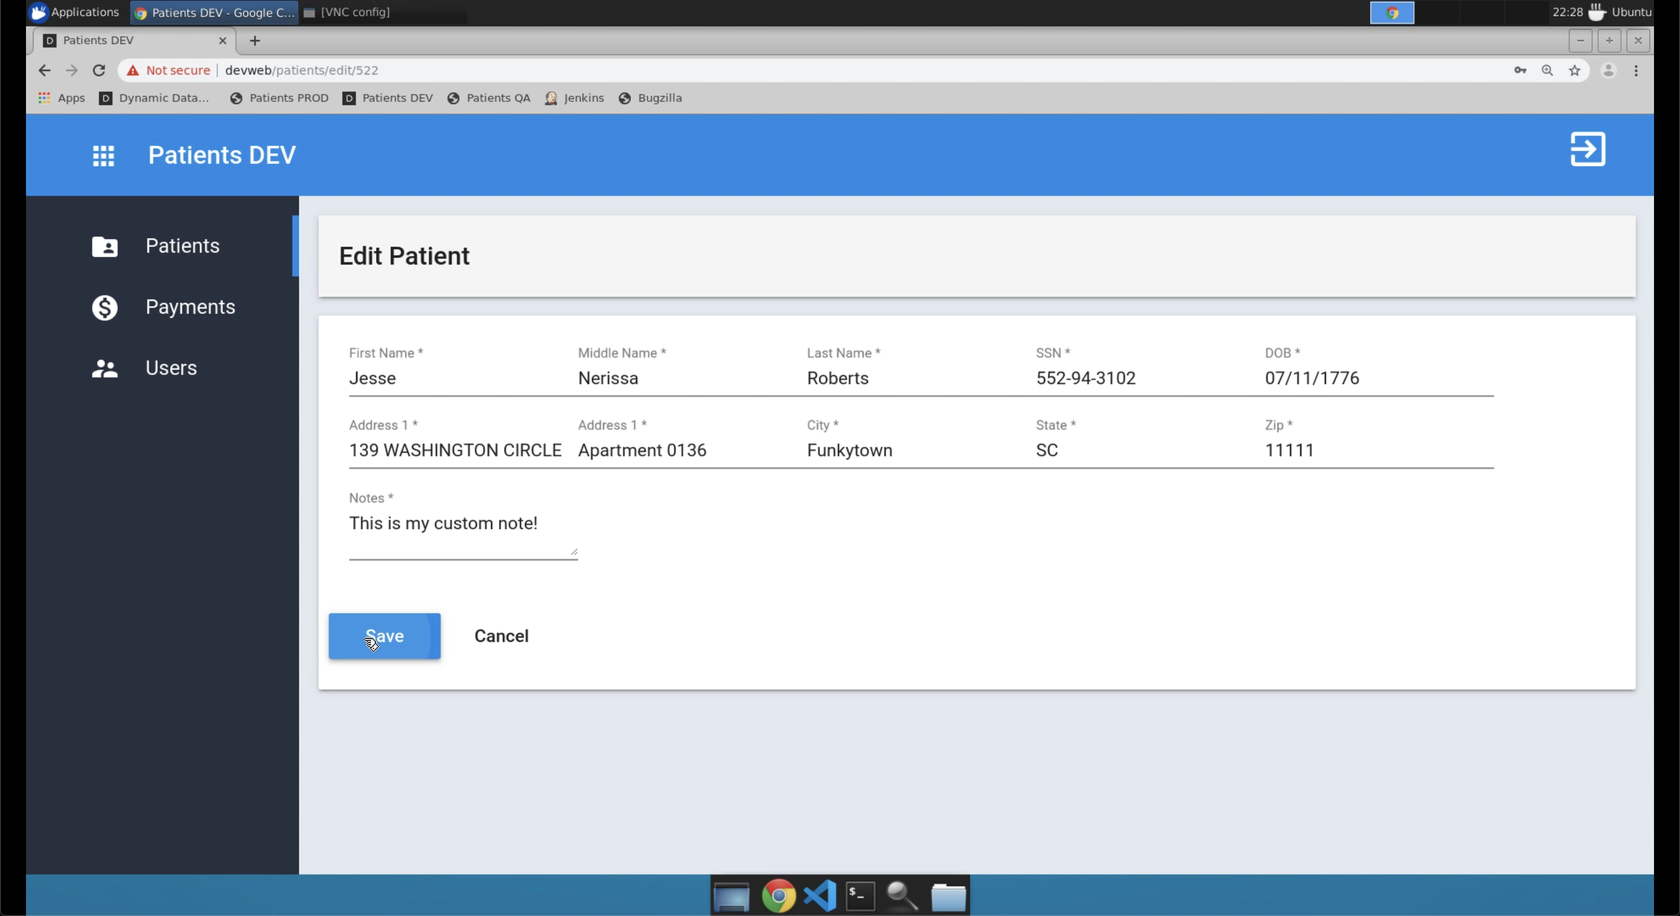 Applications Patients DEV - Google C... [VNC config] 22:28 Ubuntu
Patients DEV
Not secure devweb/patients/edit/522
Apps Dynamic Data... Patients PROD Patients DEV Patients QA Jenkins Bugzilla
Patients DEV
Patients
Payments
Users
Edit Patient
First Name * Middle Name * Last Name * SSN * DOB *
Jesse Nerissa Roberts 552-94-3102 07/11/1776
Address 1 * Address 1 * City * State * Zip *
139 WASHINGTON CIRCLE Apartment 0136 Funkytown SC 11111
Notes *
This is my custom note!
Save Cancel